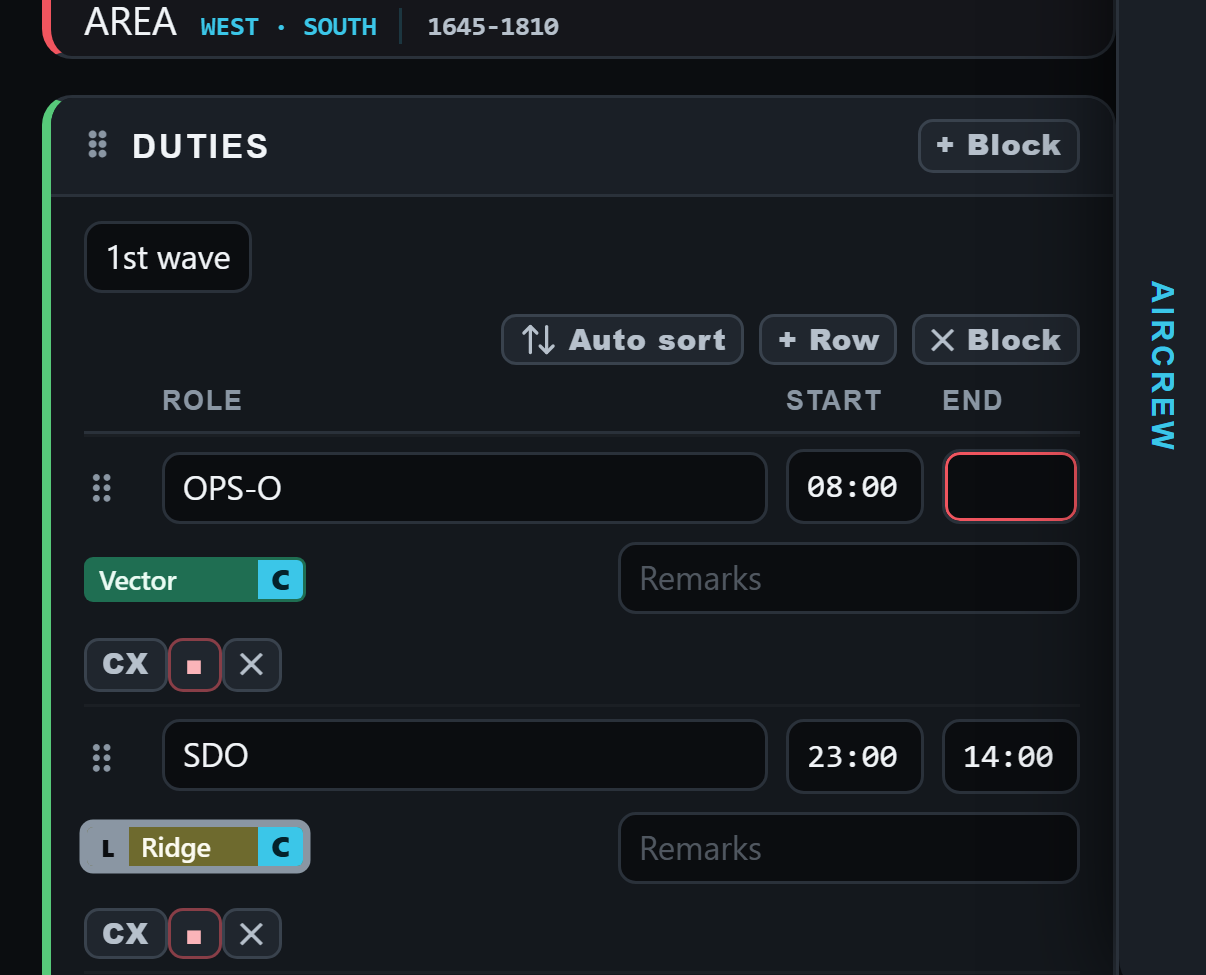 AREA WEST · SOUTH 1645-1810
DUTIES + Block
1st wave
Auto sort + Row × Block
ROLE START END
OPS-O 08:00
Vector C Remarks
CX ■ ×
SDO 23:00 14:00
L Ridge C Remarks
CX ■ ×
AIRCREW